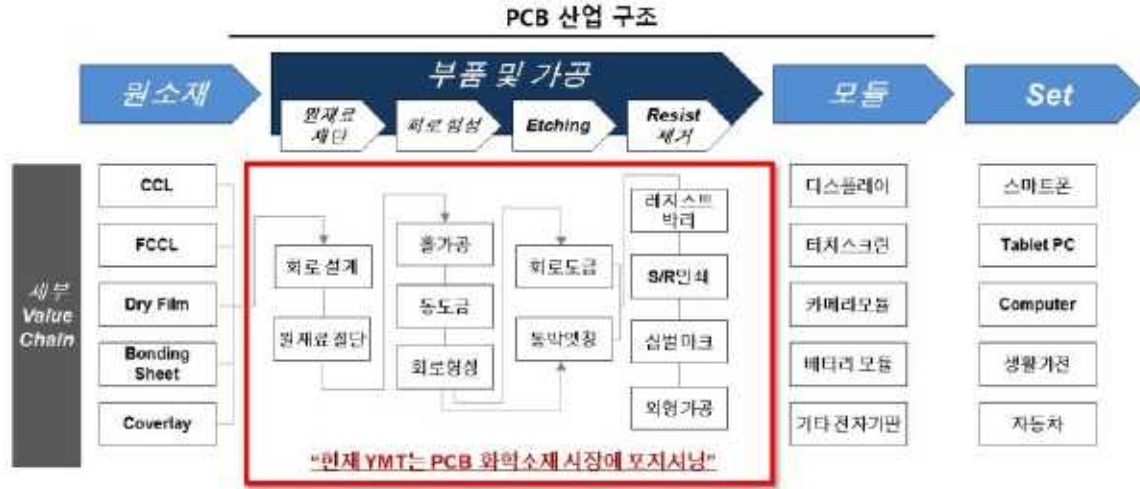 PCB 산업 구조
원소재
부품 및 가공
모듈
Set
원재료
재단
회로 형성
Etching
Resist
제거
세부
Value
Chain
CCL
FCCL
Dry Film
Bonding
Sheet
Coverlay
회로 설계
원재료 절단
홀가공
동도금
회로형성
회로도금
동박엣칭
레지스트
박리
S/R인쇄
심벌마크
외형가공
디스플레이
터치스크린
카메라모듈
배터리 모듈
기타 전자기판
스마트폰
Tablet PC
Computer
생활가전
자동차
"현재 YMT는 PCB 화학소재 시장에 포지셔닝"